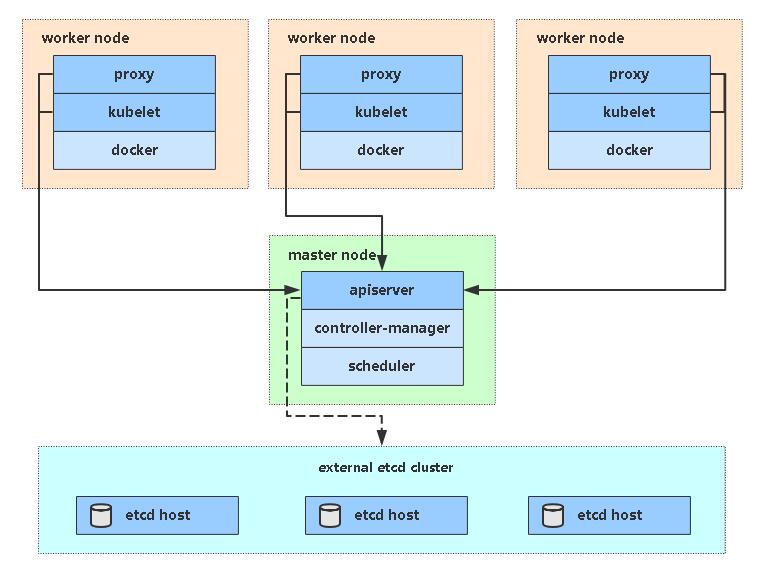 worker node
proxy
kubelet
docker
worker node
proxy
kubelet
docker
worker node
proxy
kubelet
docker
master node
apiserver
controller-manager
scheduler
external etcd cluster
etcd host
etcd host
etcd host